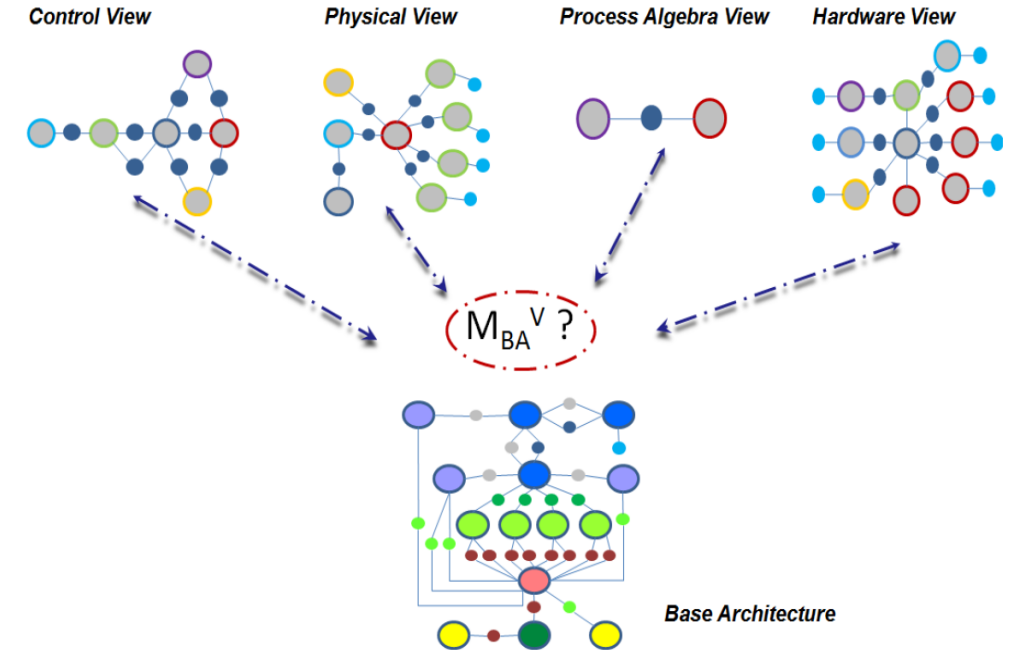 Control View
Physical View
Process Algebra View
Hardware View
M_BA^V ?
Base Architecture